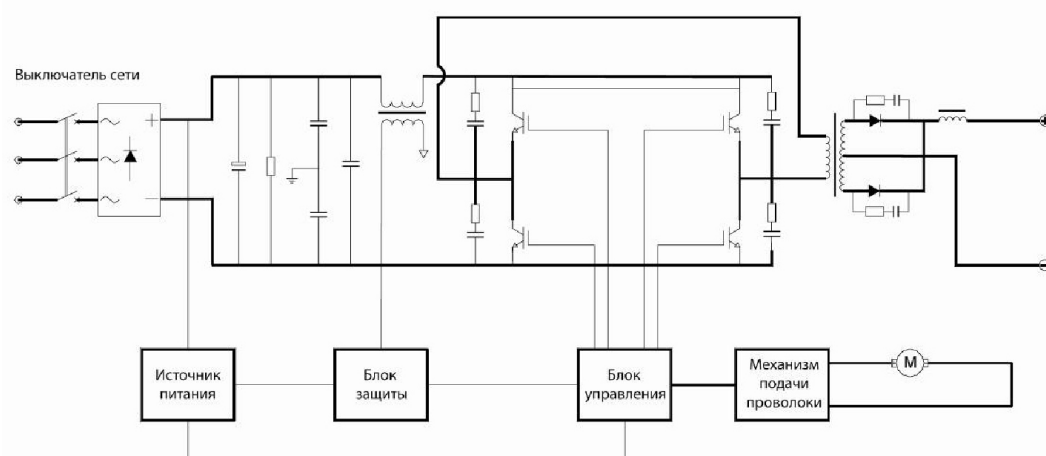 Выключатель сети
+
−
Источник
питания
Блок
защиты
Блок
управления
Механизм
подачи
проволоки
М